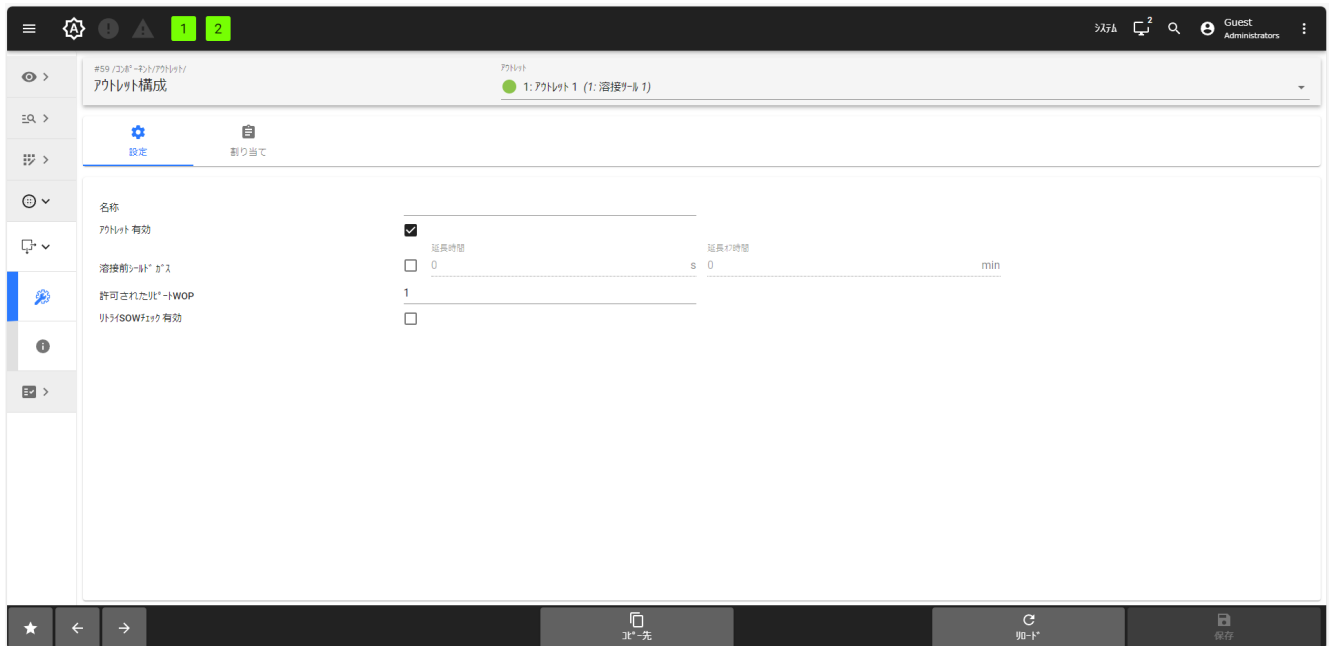 1 2 ｼｽﾃﾑ 2 Guest
Administrators
#59 /ｺﾝﾎﾟｰﾈﾝﾄ/ｱｳﾄﾚｯﾄ/
ｱｳﾄﾚｯﾄ構成
ｱｳﾄﾚｯﾄ
1: ｱｳﾄﾚｯﾄ 1 (1: 溶接ﾂｰﾙ 1)
設定
割り当て
名称
ｱｳﾄﾚｯﾄ 有効
延長時間 延長ｵﾌ時間
溶接前ｼｰﾙﾄﾞ ｶﾞｽ 0 s 0 min
許可されたﾘﾋﾟｰﾄWOP 1
ﾘﾄﾗｲSOWﾁｪｯｸ 有効
ｺﾋﾟｰ先
ﾘﾛｰﾄﾞ
保存